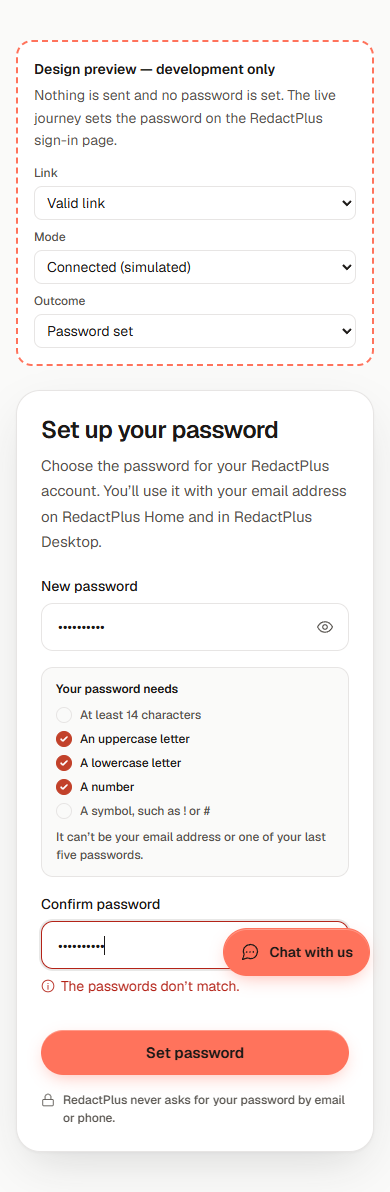 Design preview — development only
Nothing is sent and no password is set. The live
journey sets the password on the RedactPlus
sign-in page.
Link
Valid link
Mode
Connected (simulated)
Outcome
Password set
Set up your password
Choose the password for your RedactPlus
account. You’ll use it with your email address
on RedactPlus Home and in RedactPlus
Desktop.
New password
••••••••••
Your password needs
At least 14 characters
An uppercase letter
A lowercase letter
A number
A symbol, such as ! or #
It can’t be your email address or one of your last
five passwords.
Confirm password
••••••••••
Chat with us
The passwords don’t match.
Set password
RedactPlus never asks for your password by email
or phone.